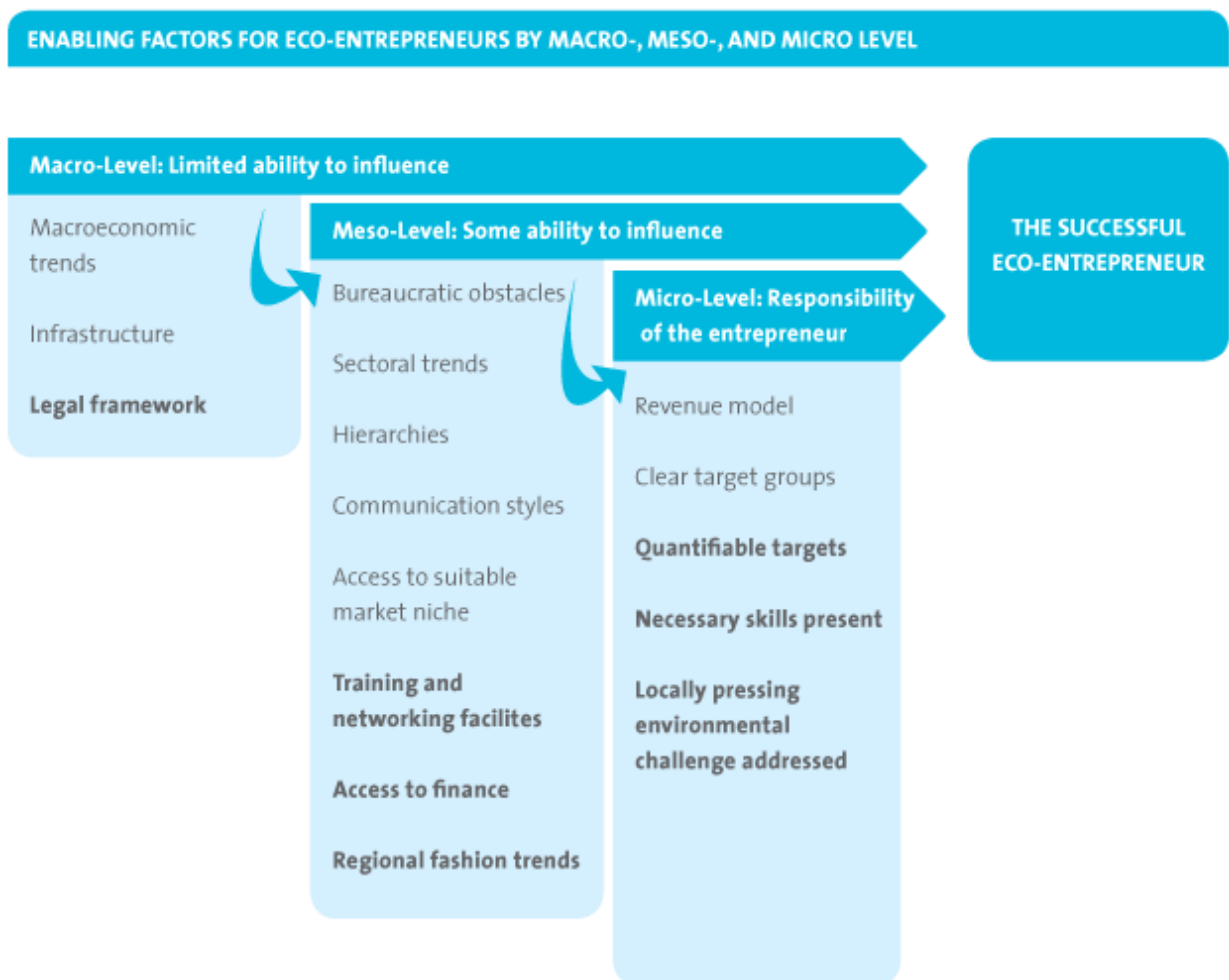 ENABLING FACTORS FOR ECO-ENTREPRENEURS BY MACRO-, MESO-, AND MICRO LEVEL
Macro-Level: Limited ability to influence
Macroeconomic
trends
Infrastructure
Legal framework
Meso-Level: Some ability to influence
Bureaucratic obstacles
Sectoral trends
Hierarchies
Communication styles
Access to suitable
market niche
Training and
networking facilites
Access to finance
Regional fashion trends
Micro-Level: Responsibility
of the entrepreneur
Revenue model
Clear target groups
Quantifiable targets
Necessary skills present
Locally pressing
environmental
challenge addressed
THE SUCCESSFUL
ECO-ENTREPRENEUR